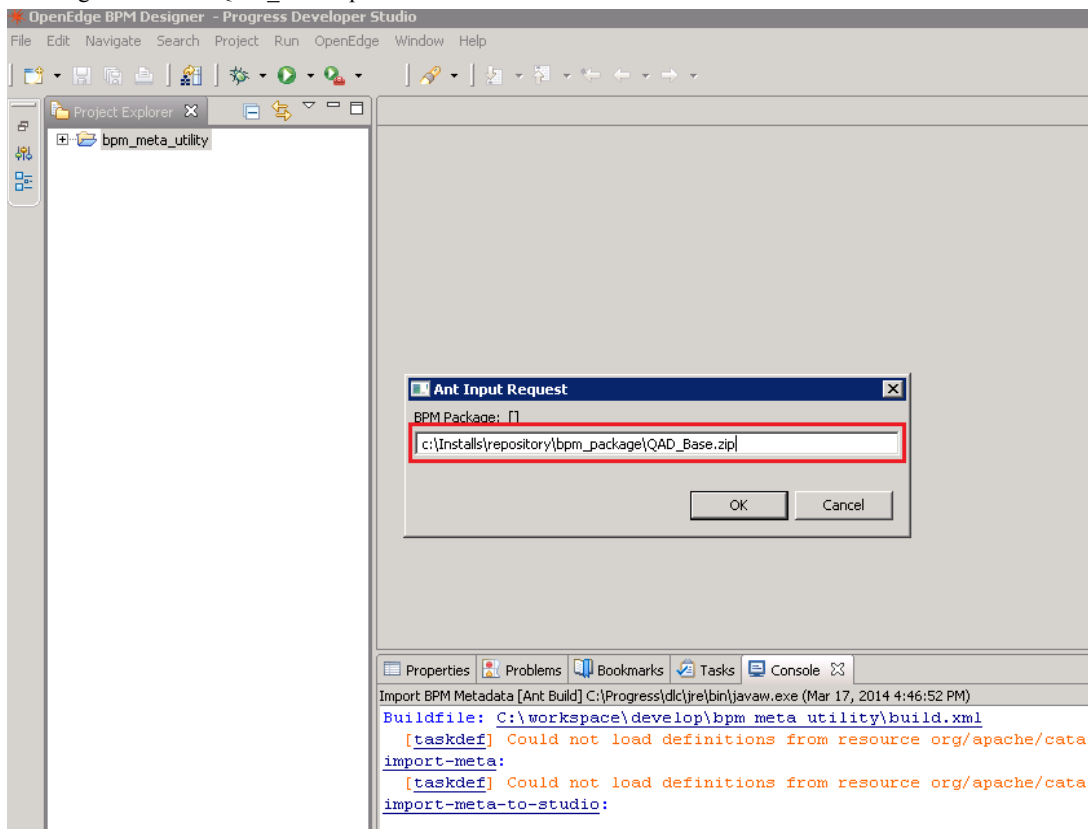 OpenEdge BPM Designer - Progress Developer Studio
File Edit Navigate Search Project Run OpenEdge Window Help
Project Explorer
bpm_meta_utility
Ant Input Request
BPM Package: []
c:\Installs\repository\bpm_package\QAD_Base.zip
OK Cancel
Properties Problems Bookmarks Tasks Console
Import BPM Metadata [Ant Build] C:\Progress\dlc\jre\bin\javaw.exe (Mar 17, 2014 4:46:52 PM)
Buildfile: C:\workspace\develop\bpm_meta_utility\build.xml
[taskdef] Could not load definitions from resource org/apache/cata
import-meta:
[taskdef] Could not load definitions from resource org/apache/cata
import-meta-to-studio: